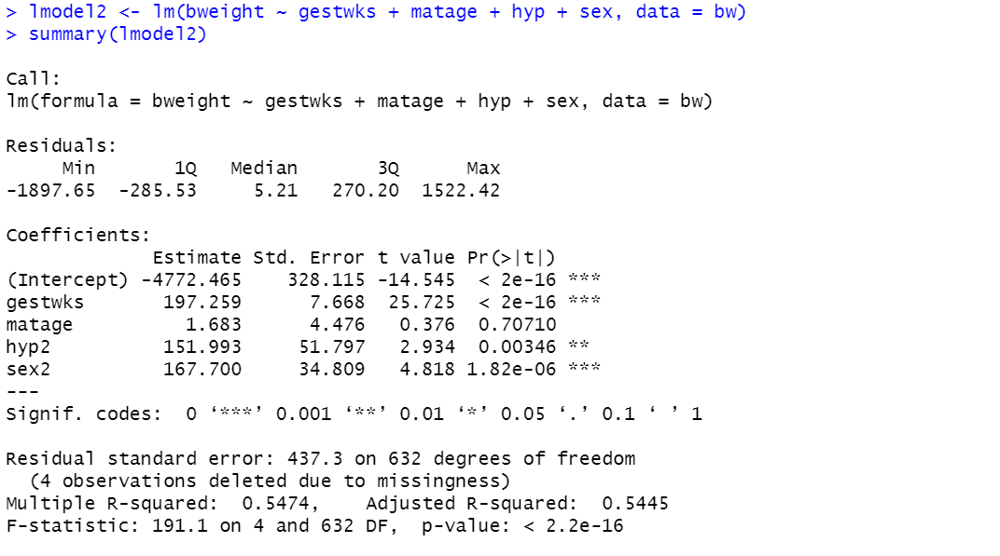 > lmodel2 <- lm(bweight ~ gestwks + matage + hyp + sex, data = bw)
> summary(lmodel2)
Call:
lm(formula = bweight ~ gestwks + matage + hyp + sex, data = bw)
Residuals:
     Min       1Q   Median       3Q      Max
-1897.65  -285.53     5.21   270.20  1522.42
Coefficients:
             Estimate Std. Error t value Pr(>|t|)
(Intercept) -4772.465    328.115 -14.545  < 2e-16 ***
gestwks       197.259      7.668  25.725  < 2e-16 ***
matage          1.683      4.476   0.376  0.70710
hyp2          151.993     51.797   2.934  0.00346 **
sex2          167.700     34.809   4.818 1.82e-06 ***
---
Signif. codes:  0 ‘***’ 0.001 ‘**’ 0.01 ‘*’ 0.05 ‘.’ 0.1 ‘ ’ 1
Residual standard error: 437.3 on 632 degrees of freedom
  (4 observations deleted due to missingness)
Multiple R-squared:  0.5474,	Adjusted R-squared:  0.5445
F-statistic: 191.1 on 4 and 632 DF,  p-value: < 2.2e-16